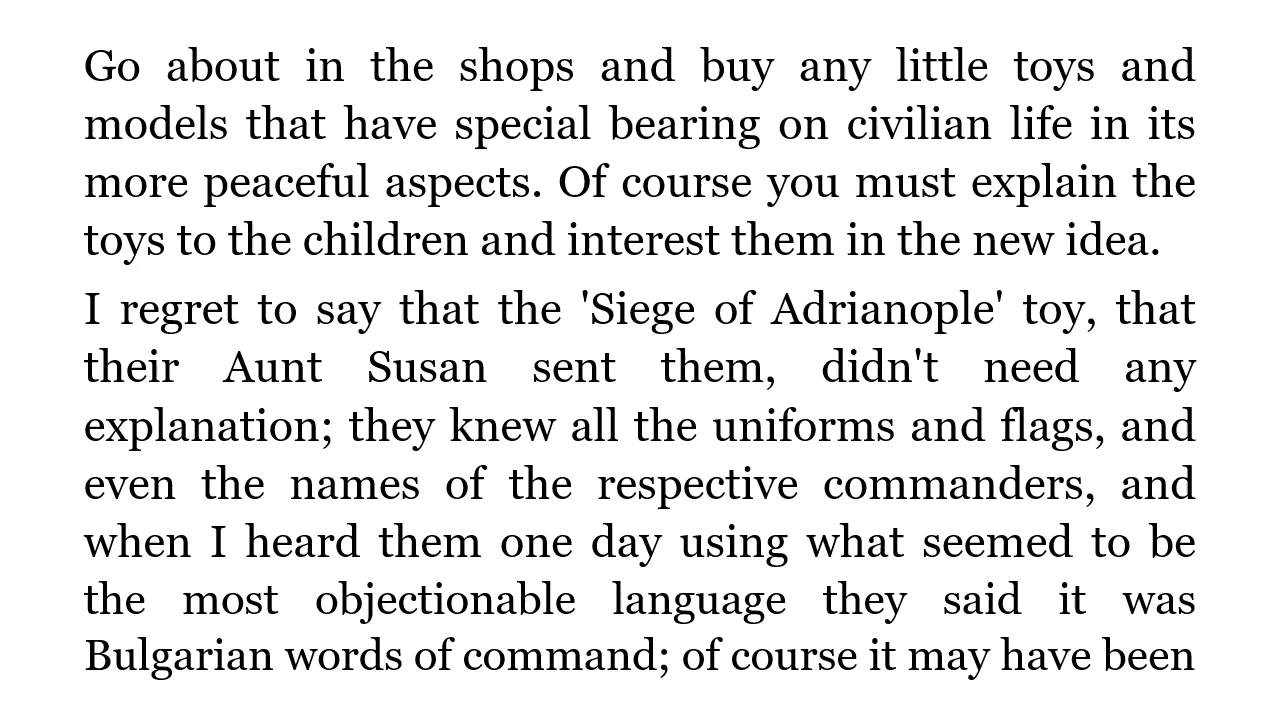 Go about in the shops and buy any little toys and
models that have special bearing on civilian life in its
more peaceful aspects. Of course you must explain the
toys to the children and interest them in the new idea.
I regret to say that the 'Siege of Adrianople' toy, that
their Aunt Susan sent them, didn't need any
explanation; they knew all the uniforms and flags, and
even the names of the respective commanders, and
when I heard them one day using what seemed to be
the most objectionable language they said it was
Bulgarian words of command; of course it may have been